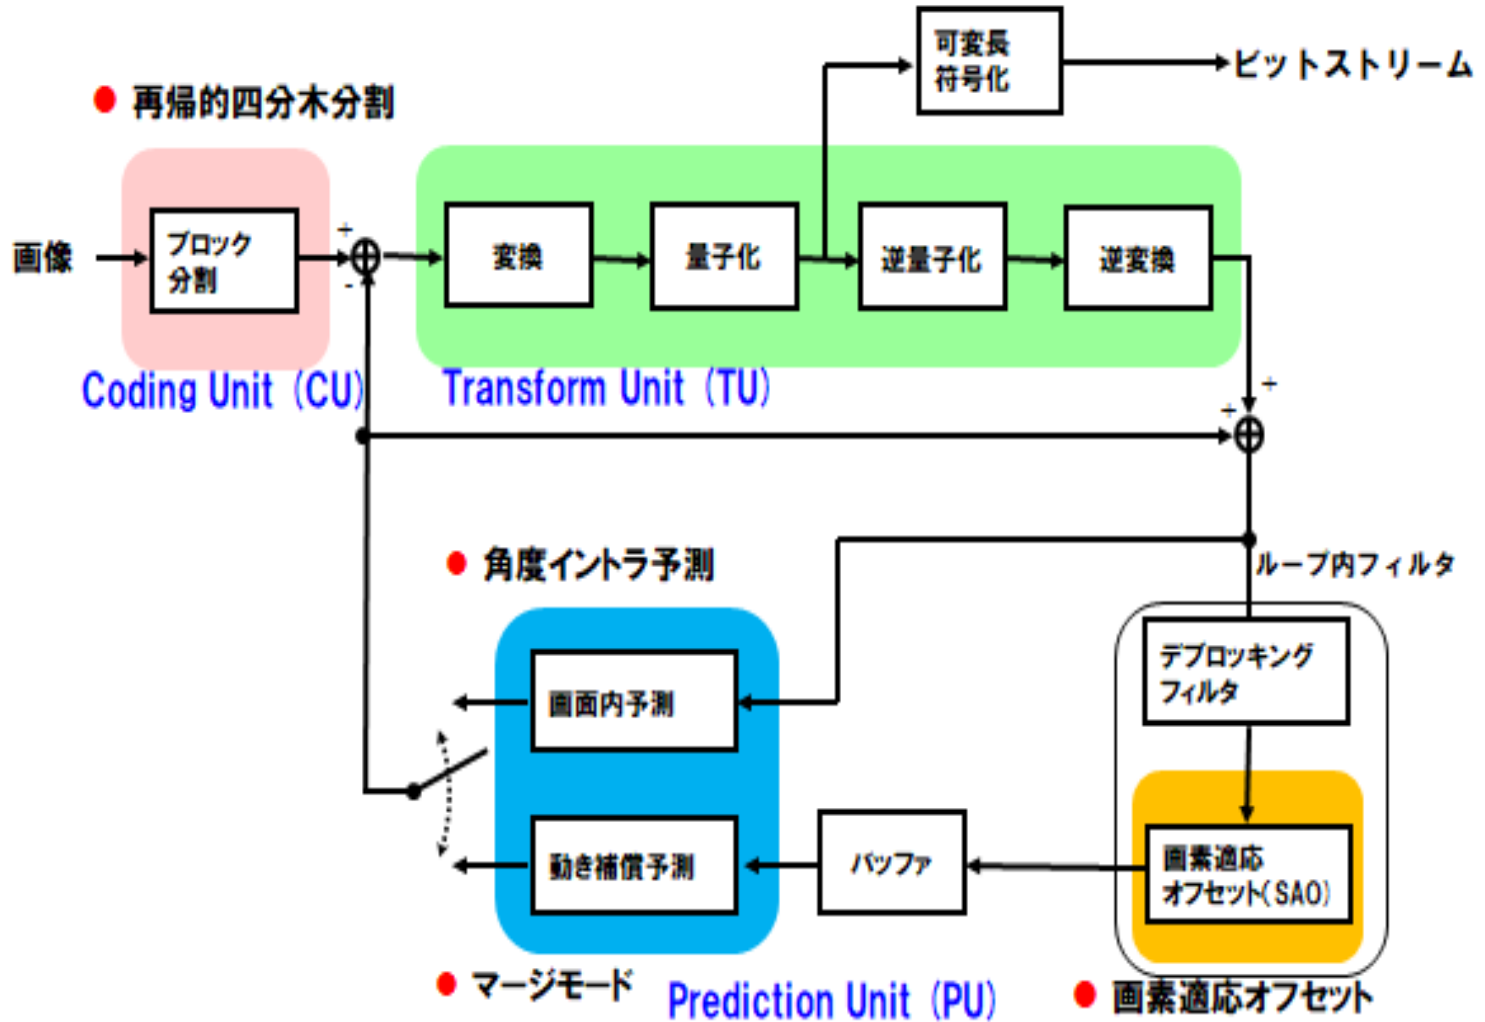 可変長
符号化
ビットストリーム
● 再帰的四分木分割
画像
ブロック
分割
+
-
変換
量子化
逆量子化
逆変換
Coding Unit (CU)
Transform Unit (TU)
+
+
● 角度イントラ予測
ループ内フィルタ
画面内予測
デブロッキング
フィルタ
動き補償予測
バッファ
画素適応
オフセット(SAO)
● マージモード
Prediction Unit (PU)
● 画素適応オフセット